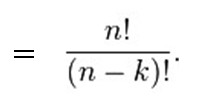 = n! / (n − k)!.